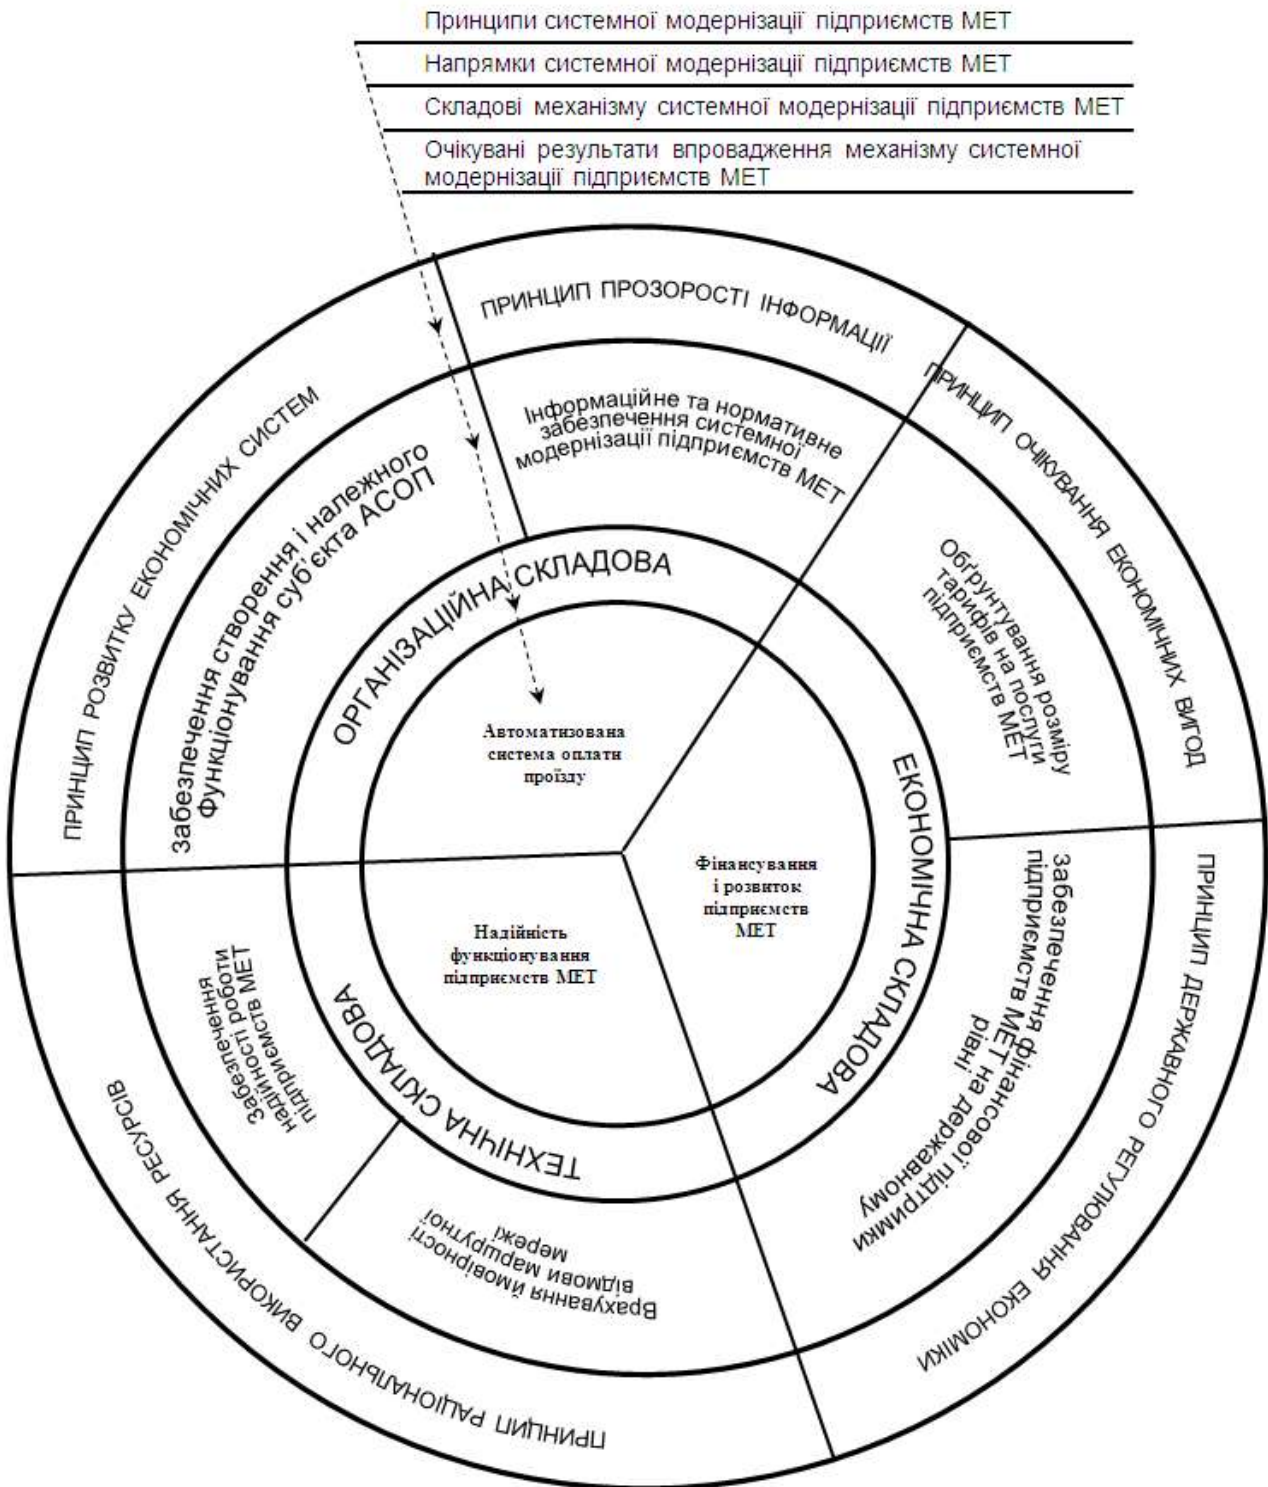 Принципи системної модернізації підприємств МЕТ
Напрямки системної модернізації підприємств МЕТ
Складові механізму системної модернізації підприємств МЕТ
Очікувані результати впровадження механізму системної
модернізації підприємств МЕТ
ПРИНЦИП ПРОЗОРОСТІ ІНФОРМАЦІЇ
ПРИНЦИП ОЧІКУВАННЯ ЕКОНОМІЧНИХ ВИГОД
ПРИНЦИП ДЕРЖАВНОГО РЕГУЛЮВАННЯ ЕКОНОМІКИ
ПРИНЦИП РАЦІОНАЛЬНОГО ВИКОРИСТАННЯ РЕСУРСІВ
ПРИНЦИП РОЗВИТКУ ЕКОНОМІЧНИХ СИСТЕМ
Інформаційне та нормативне
забезпечення системної
модернізації підприємств МЕТ
Обґрунтування розміру
тарифів на послуги
підприємств МЕТ
Забезпечення фінансової підтримки
підприємств МЕТ на державному
рівні
Врахування ймовірності
відмови маршрутної
мережі
Забезпечення
надійності роботи
підприємств МЕТ
Забезпечення створення і належного
функціонування суб'єкта АСОП
ОРГАНІЗАЦІЙНА СКЛАДОВА
ЕКОНОМІЧНА СКЛАДОВА
ТЕХНІЧНА СКЛАДОВА
Автоматизована
система оплати
проїзду
Фінансування
і розвиток
підприємств
МЕТ
Надійність
функціонування
підприємств МЕТ